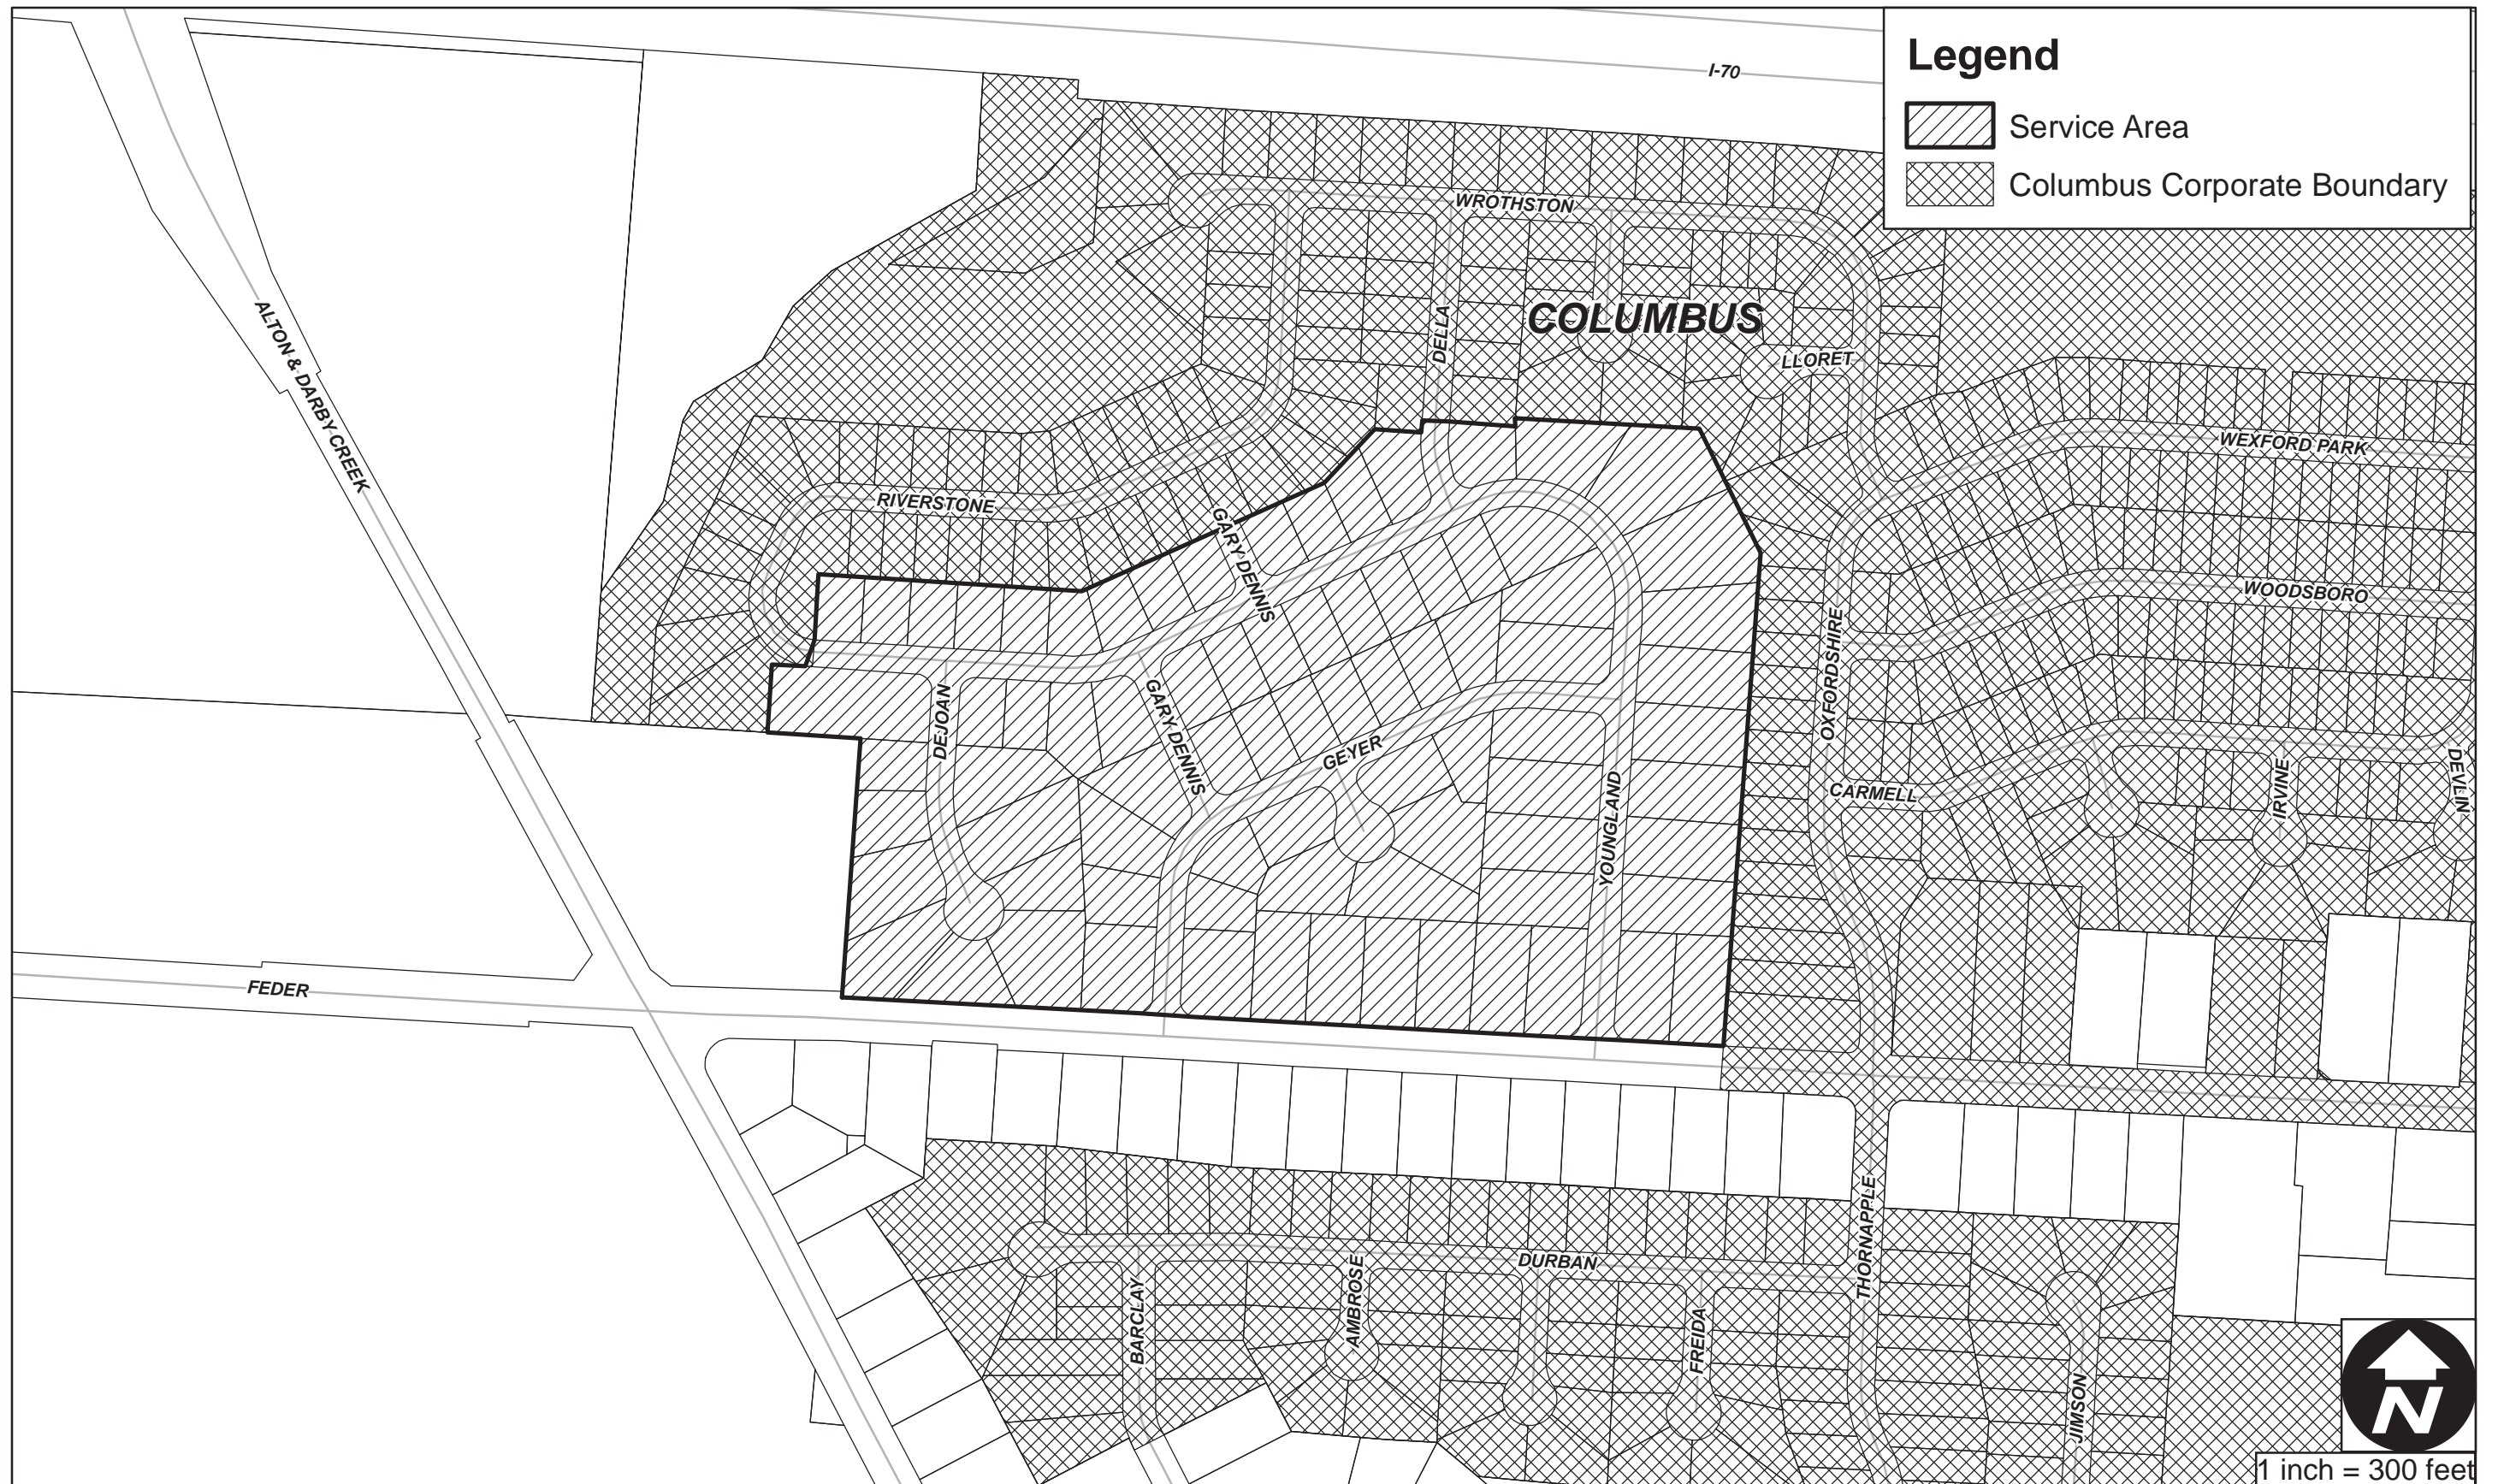 I-70
Legend
Service Area
Columbus Corporate Boundary
WROTHSTON
COLUMBUS
DELLA
LLORET
ALTON & DARBY CREEK
WEXFORD PARK
RIVERSTONE
GARY DENNIS
WOODSBORO
OXFORDSHIRE
DEJOAN
GARY DENNIS
GEYER
YOUNGLAND
CARMELL
IRVINE
DEVLIN
FEDER
THORNAPPLE
DURBAN
BARCLAY
AMBROSE
FREIDA
JIMSON
N
1 inch = 300 feet